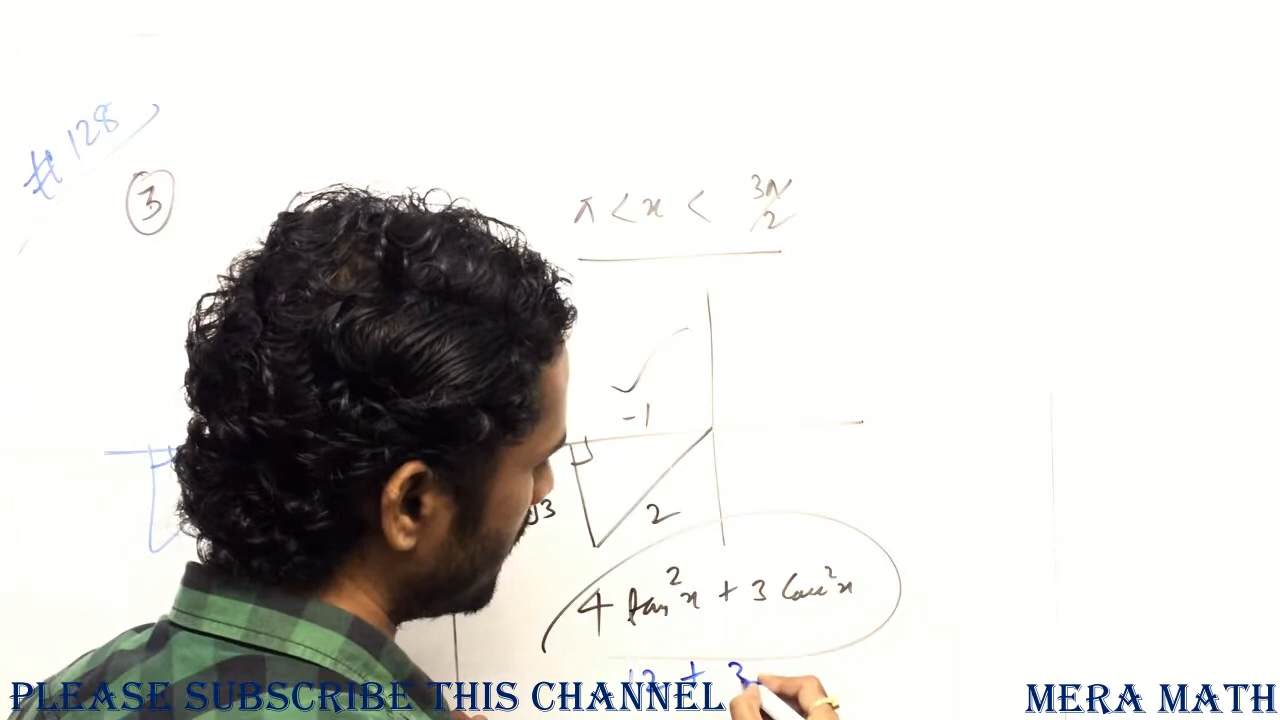 # 128
3
π < x < 3π/2
-1
√3
2
4 tan²x + 3 cosec²x
12 + 3
PLEASE SUBSCRIBE THIS CHANNEL
MERA MATH